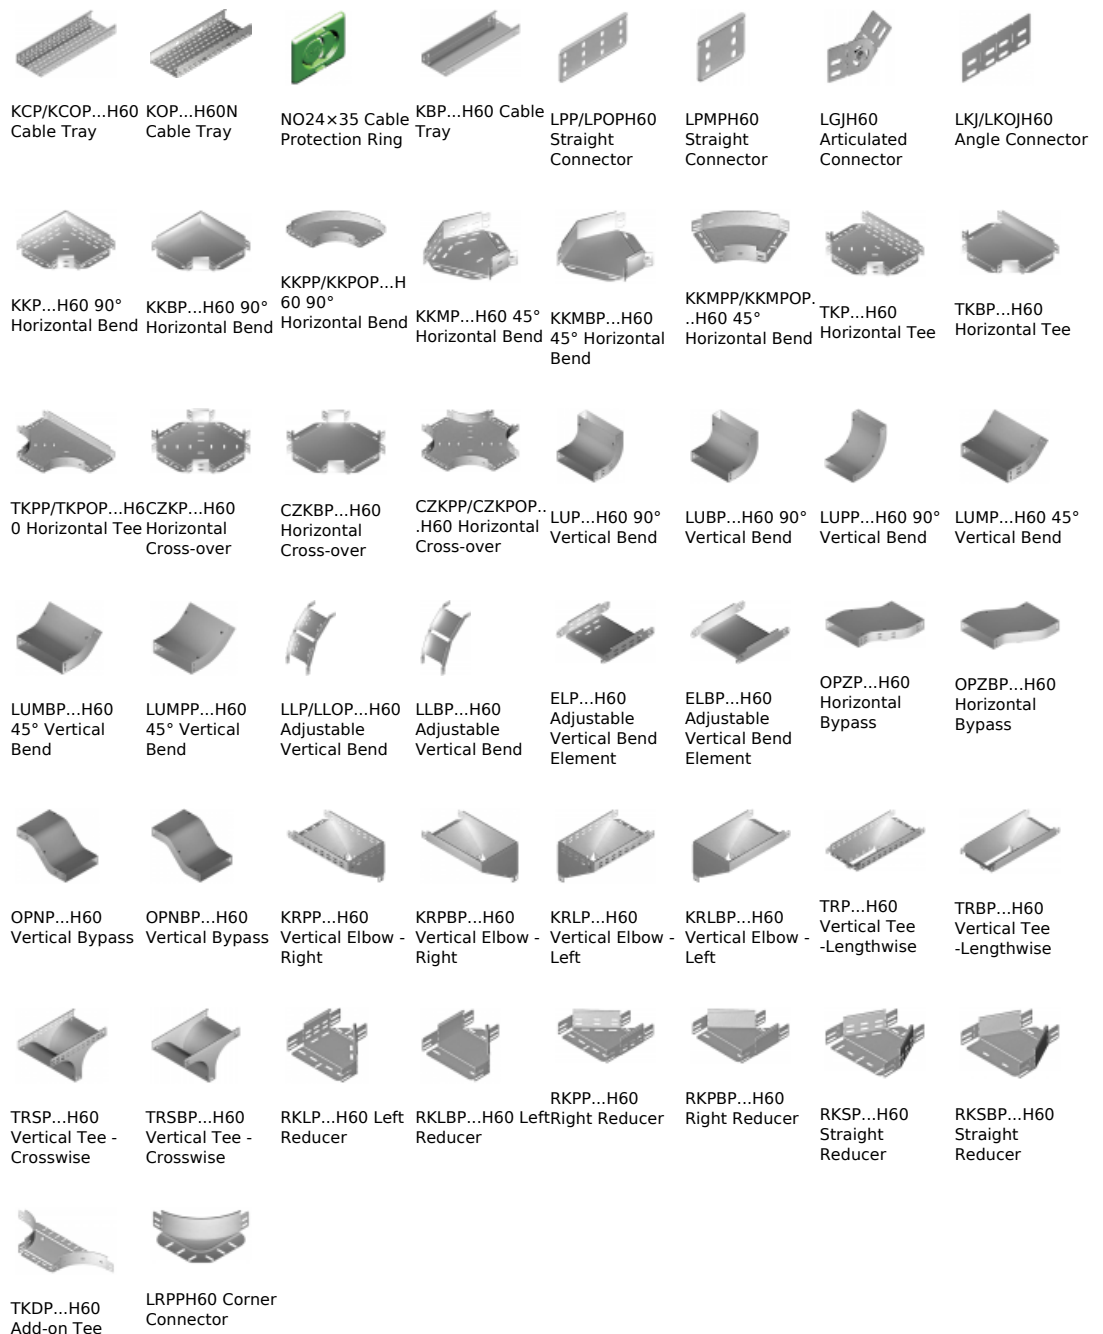 KCP/KCOP...H60
Cable Tray
KOP...H60N
Cable Tray
NO24×35 Cable
Protection Ring
KBP...H60 Cable
Tray
LPP/LPOPH60
Straight
Connector
LPMPH60
Straight
Connector
LGJH60
Articulated
Connector
LKJ/LKOJH60
Angle Connector
KKP...H60 90°
Horizontal Bend
KKBP...H60 90°
Horizontal Bend
KKPP/KKPOP...H
60 90°
Horizontal Bend
KKMP...H60 45°
Horizontal Bend
KKMBP...H60
45° Horizontal
Bend
KKMPP/KKMPOP.
..H60 45°
Horizontal Bend
TKP...H60
Horizontal Tee
TKBP...H60
Horizontal Tee
TKPP/TKPOP...H6
0 Horizontal Tee
CZKP...H60
Horizontal
Cross-over
CZKBP...H60
Horizontal
Cross-over
CZKPP/CZKPOP..
.H60 Horizontal
Cross-over
LUP...H60 90°
Vertical Bend
LUBP...H60 90°
Vertical Bend
LUPP...H60 90°
Vertical Bend
LUMP...H60 45°
Vertical Bend
LUMBP...H60
45° Vertical
Bend
LUMPP...H60
45° Vertical
Bend
LLP/LLOP...H60
Adjustable
Vertical Bend
LLBP...H60
Adjustable
Vertical Bend
ELP...H60
Adjustable
Vertical Bend
Element
ELBP...H60
Adjustable
Vertical Bend
Element
OPZP...H60
Horizontal
Bypass
OPZBP...H60
Horizontal
Bypass
OPNP...H60
Vertical Bypass
OPNBP...H60
Vertical Bypass
KRPP...H60
Vertical Elbow -
Right
KRPBP...H60
Vertical Elbow -
Right
KRLP...H60
Vertical Elbow -
Left
KRLBP...H60
Vertical Elbow -
Left
TRP...H60
Vertical Tee
-Lengthwise
TRBP...H60
Vertical Tee
-Lengthwise
TRSP...H60
Vertical Tee -
Crosswise
TRSBP...H60
Vertical Tee -
Crosswise
RKLP...H60 Left
Reducer
RKLBP...H60 Left
Reducer
RKPP...H60
Right Reducer
RKPBP...H60
Right Reducer
RKSP...H60
Straight
Reducer
RKSBP...H60
Straight
Reducer
TKDP...H60
Add-on Tee
LRPPH60 Corner
Connector